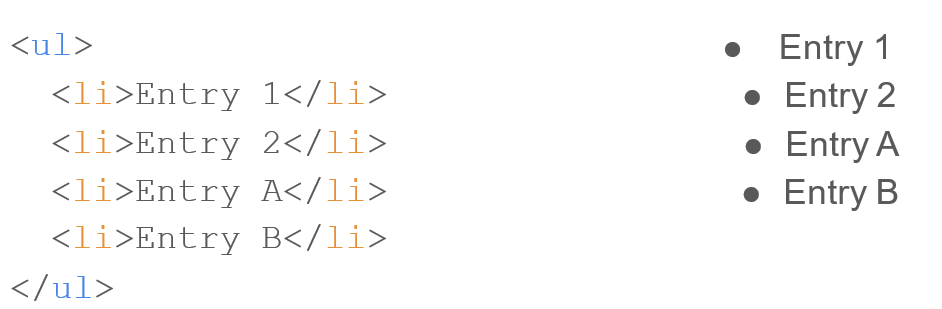 <ul>
  <li>Entry 1</li>
  <li>Entry 2</li>
  <li>Entry A</li>
  <li>Entry B</li>
</ul>
● Entry 1
● Entry 2
● Entry A
● Entry B